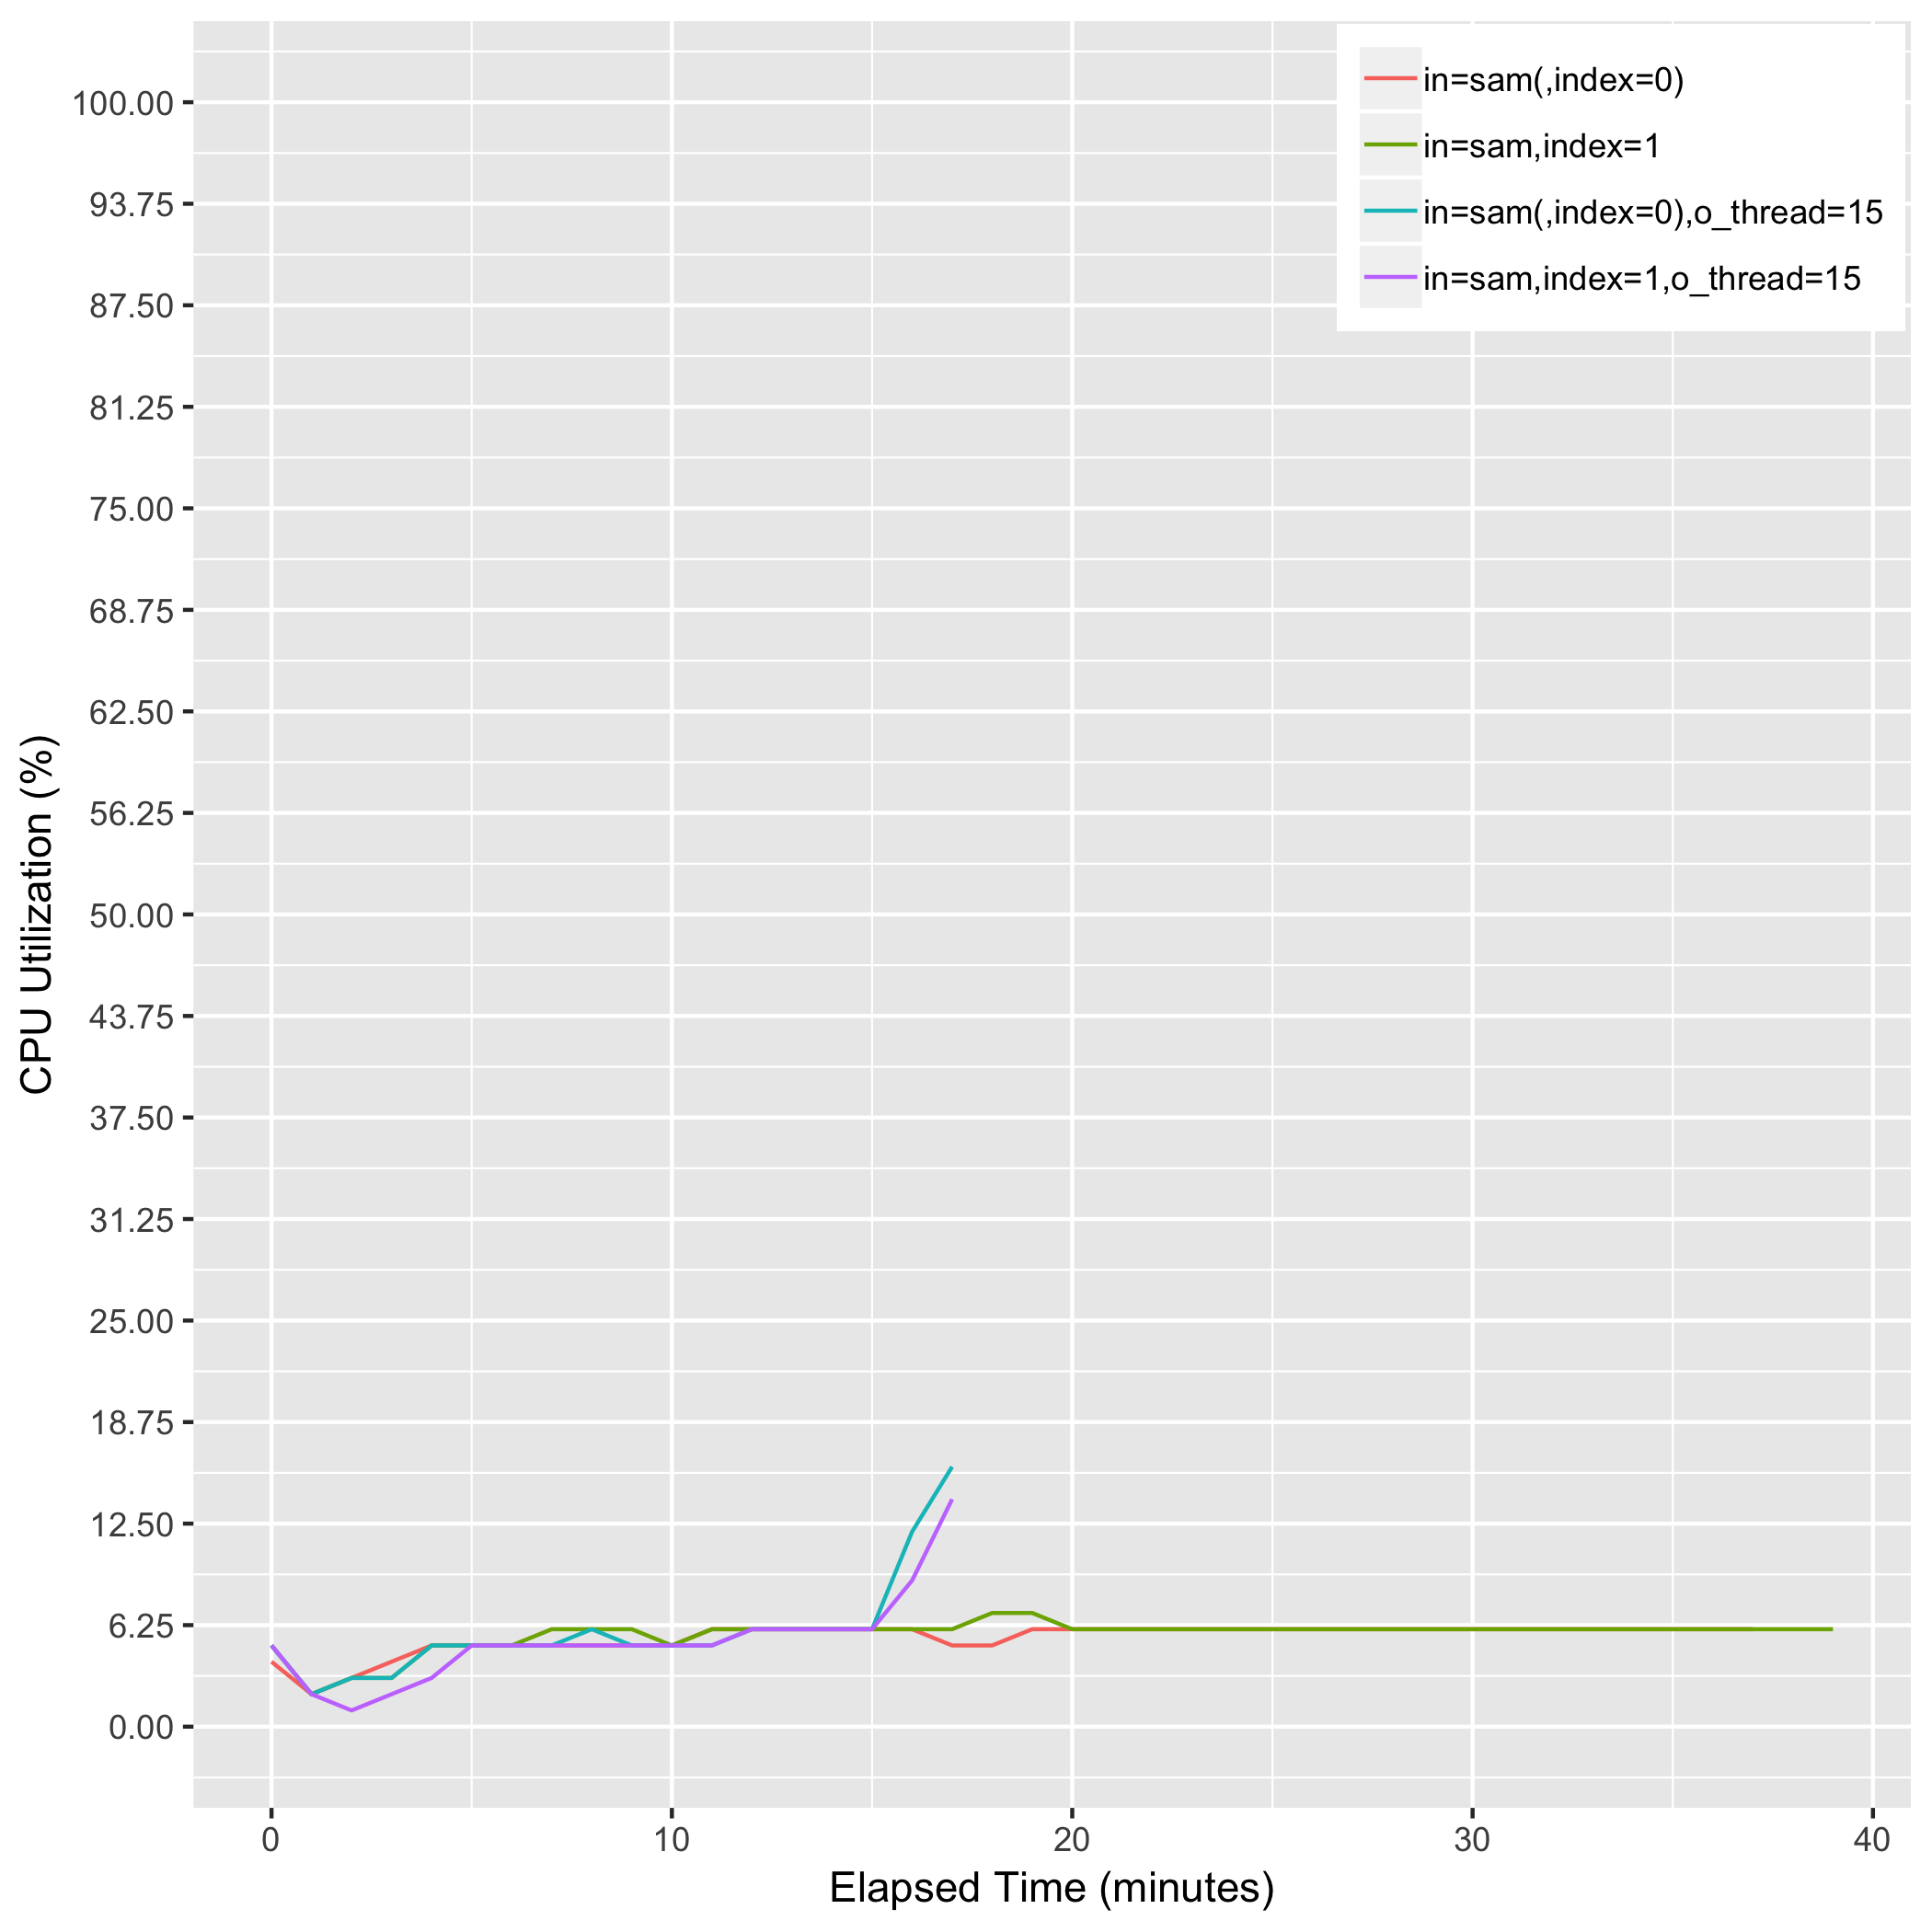 in=sam(,index=0)
in=sam,index=1
in=sam(,index=0),o_thread=15
in=sam,index=1,o_thread=15
CPU Utilization (%)
100.00
93.75
87.50
81.25
75.00
68.75
62.50
56.25
50.00
43.75
37.50
31.25
25.00
18.75
12.50
6.25
0.00
0 10 20 30 40
Elapsed Time (minutes)